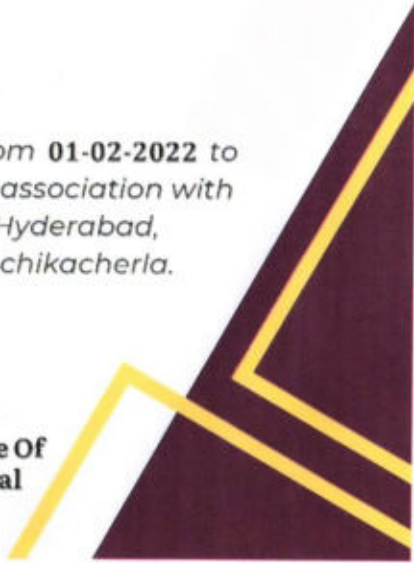 om 01-02-2022 to
association with
Hyderabad,
chikacherla.
e Of
al